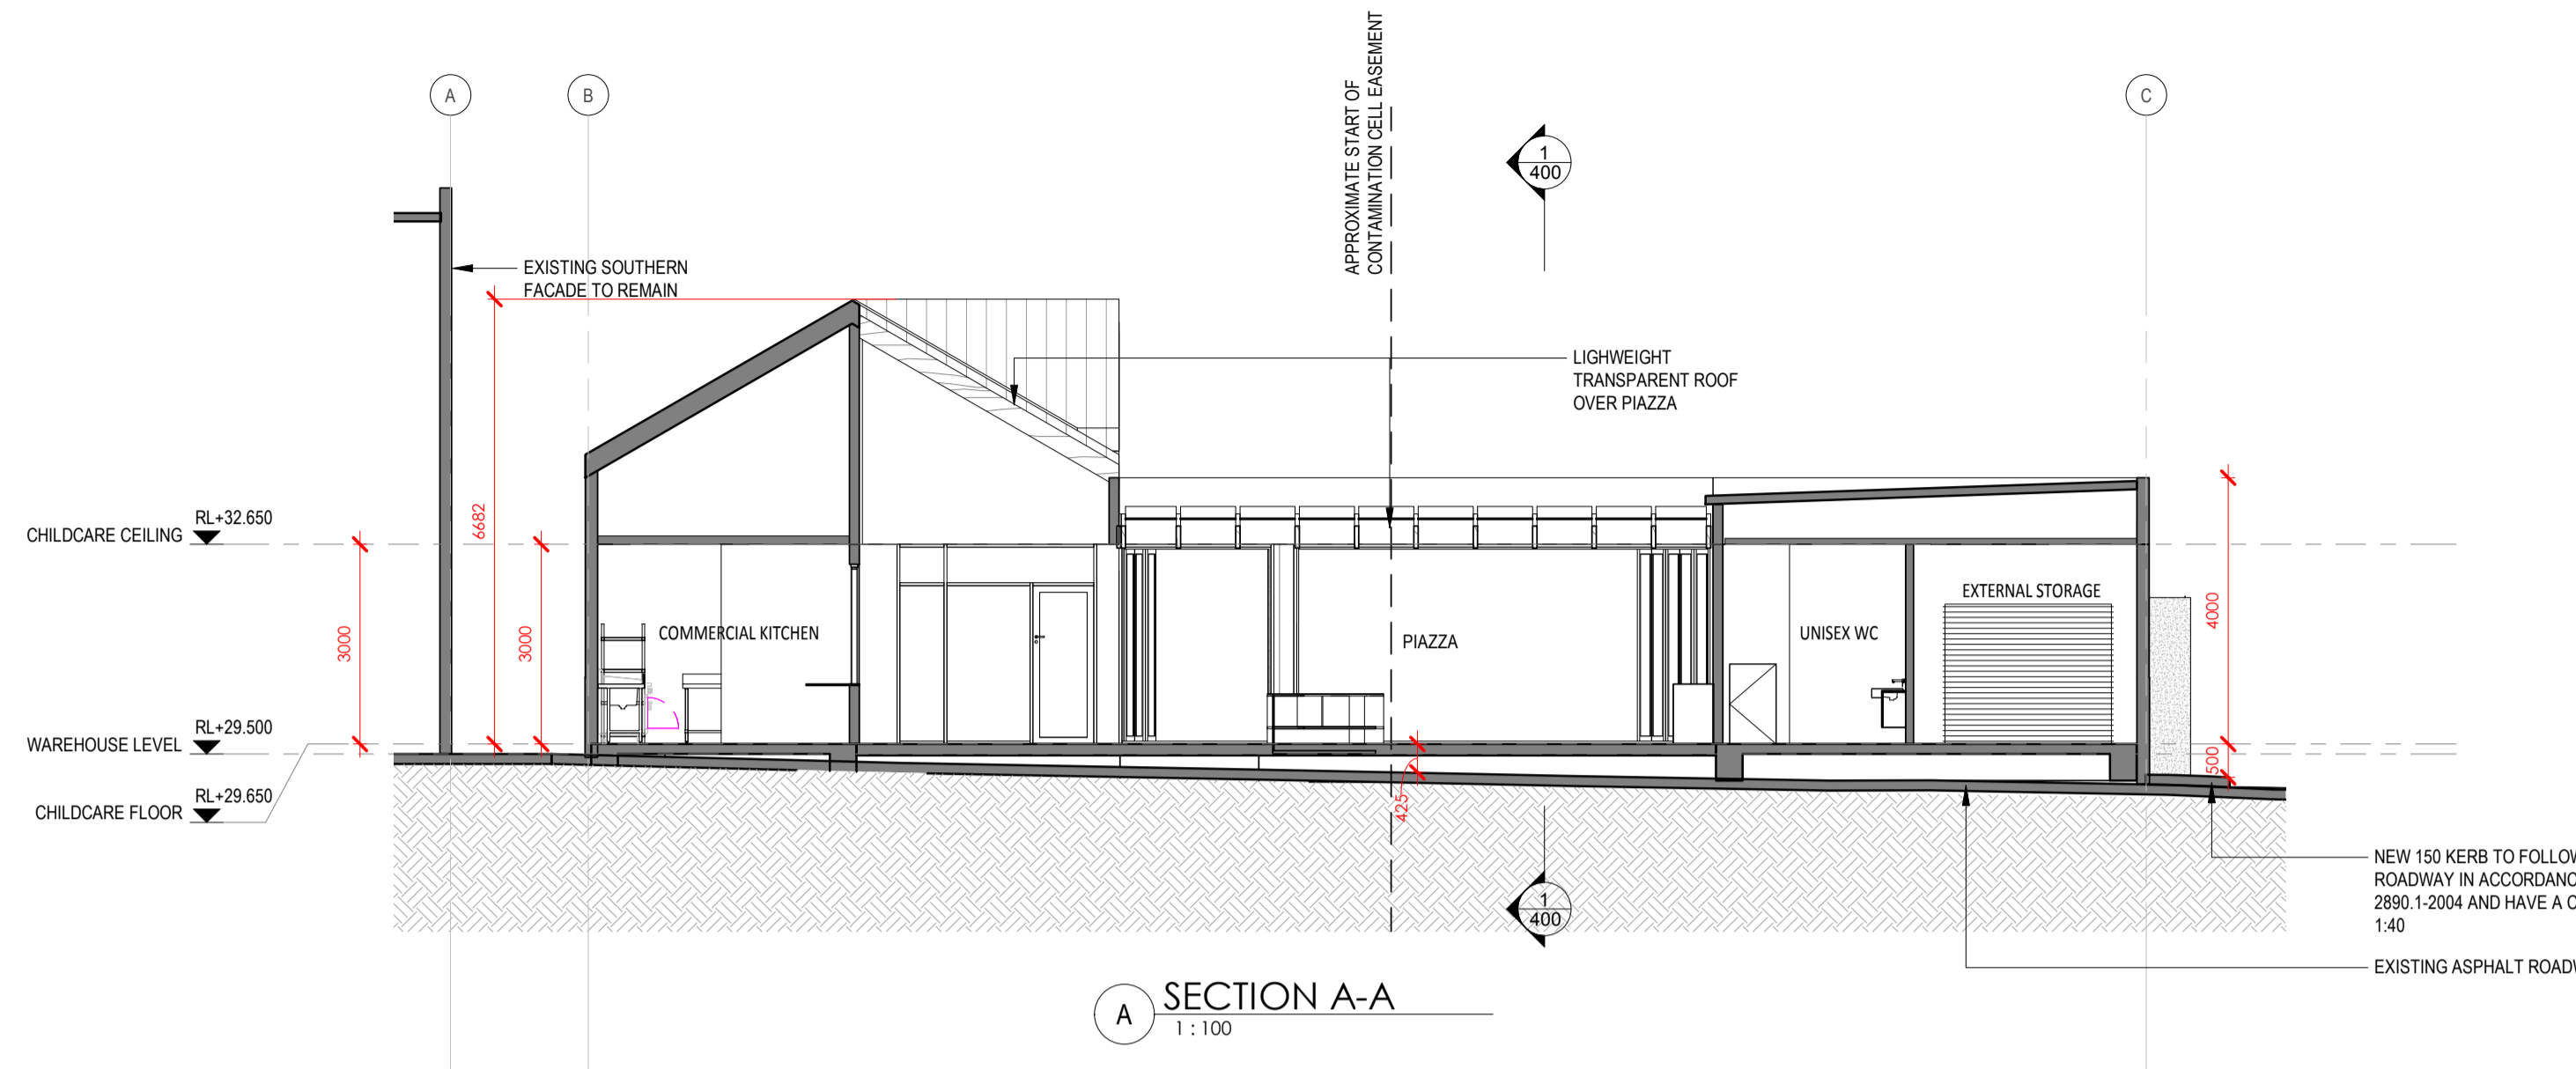 A
B
C
APPROXIMATE START OF
CONTAMINATION CELL EASEMENT
1
400
EXISTING SOUTHERN
FACADE TO REMAIN
LIGHWEIGHT
TRANSPARENT ROOF
OVER PIAZZA
6682
RL+32.650
CHILDCARE CEILING
3000
3000
4000
COMMERCIAL KITCHEN
PIAZZA
UNISEX WC
EXTERNAL STORAGE
RL+29.500
WAREHOUSE LEVEL
RL+29.650
CHILDCARE FLOOR
500
425
1
400
NEW 150 KERB TO FOLLOW
ROADWAY IN ACCORDANC
2890.1-2004 AND HAVE A
1:40
EXISTING ASPHALT ROADW
A
SECTION A-A
1 : 100